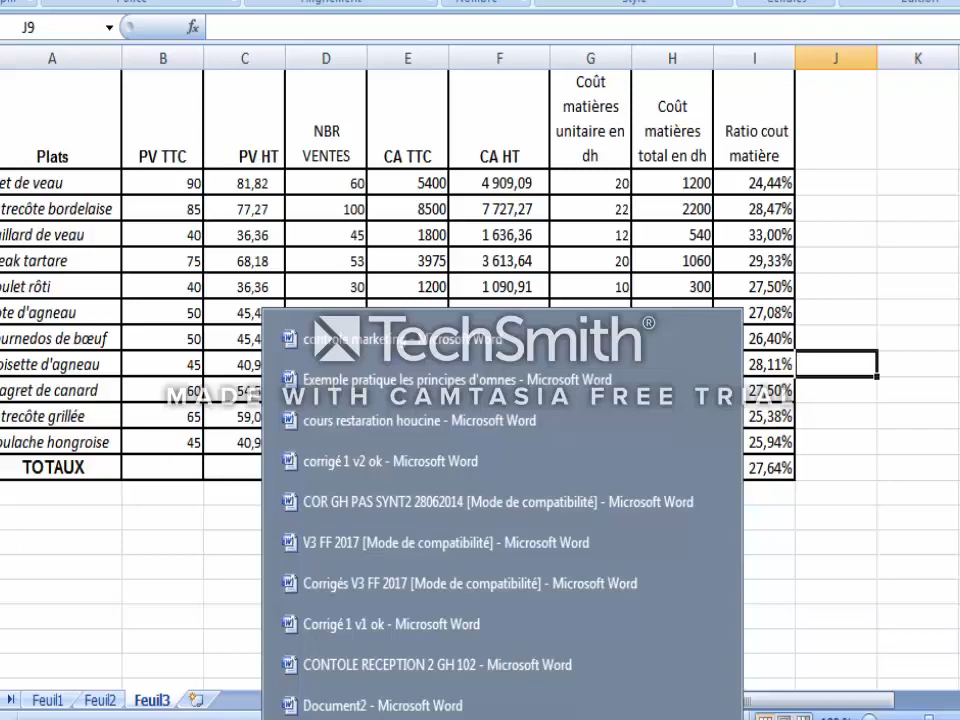 J9 fx
A B C D E F G H I J K
Plats PV TTC PV HT NBR VENTES CA TTC CA HT Coût matières unitaire en dh Coût matières total en dh Ratio cout matière
et de veau 90 81,82 60 5400 4 909,09 20 1200 24,44%
trecôte bordelaise 85 77,27 100 8500 7 727,27 22 2200 28,47%
illard de veau 40 36,36 45 1800 1 636,36 12 540 33,00%
eak tartare 75 68,18 53 3975 3 613,64 20 1060 29,33%
oulet rôti 40 36,36 30 1200 1 090,91 10 300 27,50%
te d'agneau 50 45,4 27,08%
ournedos de bœuf 50 45,4 26,40%
oisette d'agneau 45 40,9 28,11%
agret de canard 60 27,50%
trecôte grillée 65 59,0 25,38%
oulache hongroise 45 40,9 25,94%
TOTAUX 27,64%
controle marketing - Microsoft Word
TechSmith®
Exemple pratique les principes d'omnes - Microsoft Word
MADE WITH CAMTASIA FREE TRIAL
cours restaration houcine - Microsoft Word
corrigé 1 v2 ok - Microsoft Word
COR GH PAS SYNT2 28062014 [Mode de compatibilité] - Microsoft Word
V3 FF 2017 [Mode de compatibilité] - Microsoft Word
Corrigés V3 FF 2017 [Mode de compatibilité] - Microsoft Word
Corrigé 1 v1 ok - Microsoft Word
CONTOLE RECEPTION 2 GH 102 - Microsoft Word
Document2 - Microsoft Word
Feuil1 Feuil2 Feuil3